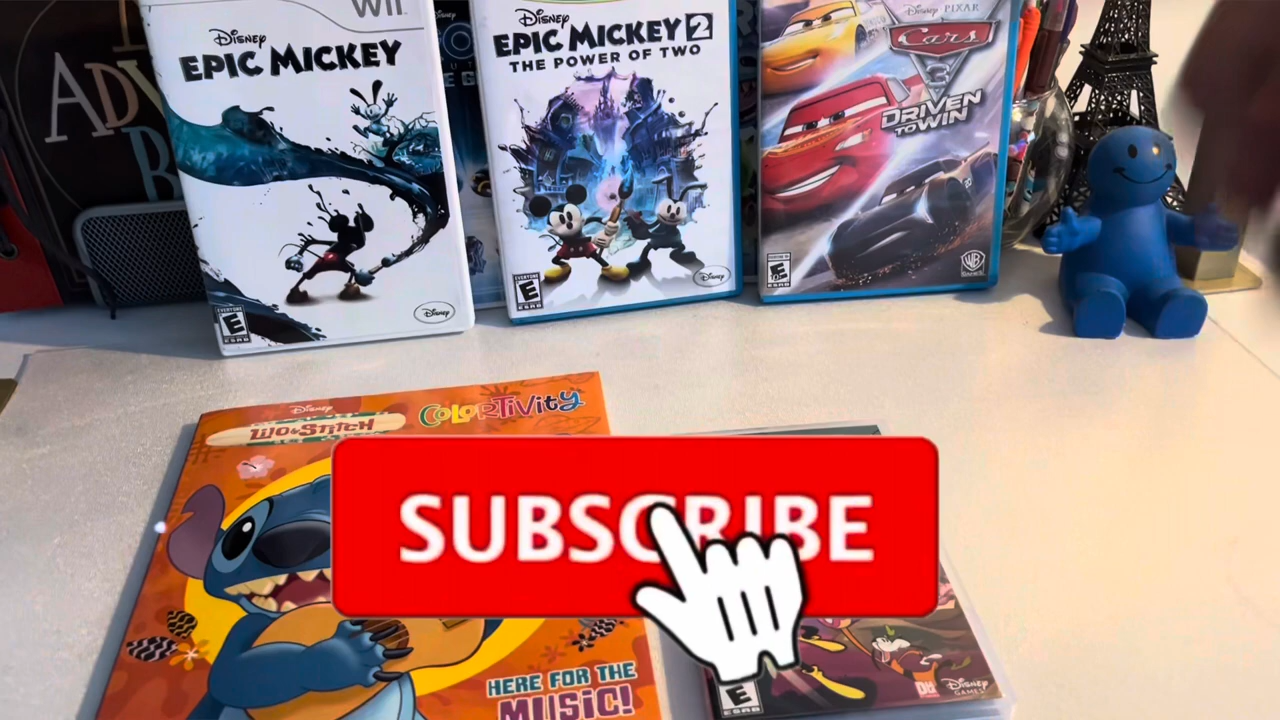 Wii
Disney
EPIC MICKEY
EVERYONE
E
ESRB
Disney
Disney
EPIC MICKEY 2
THE POWER OF TWO
EVERYONE
E
ESRB
Disney
Disney PIXAR
Cars
3
DRIVEN
TO WIN
E
ESRB
WB
GAMES
Disney
LILO & STITCH
COLORTIVITY
SUBSCRIBE
HERE FOR THE
MUSIC!
E
ESRB
Disney
GAMES